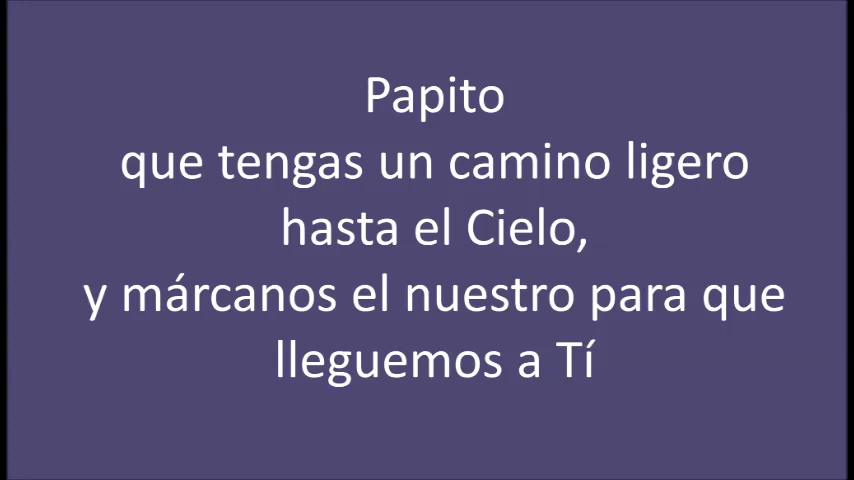 Papito
que tengas un camino ligero
hasta el Cielo,
y márcanos el nuestro para que
lleguemos a Tí